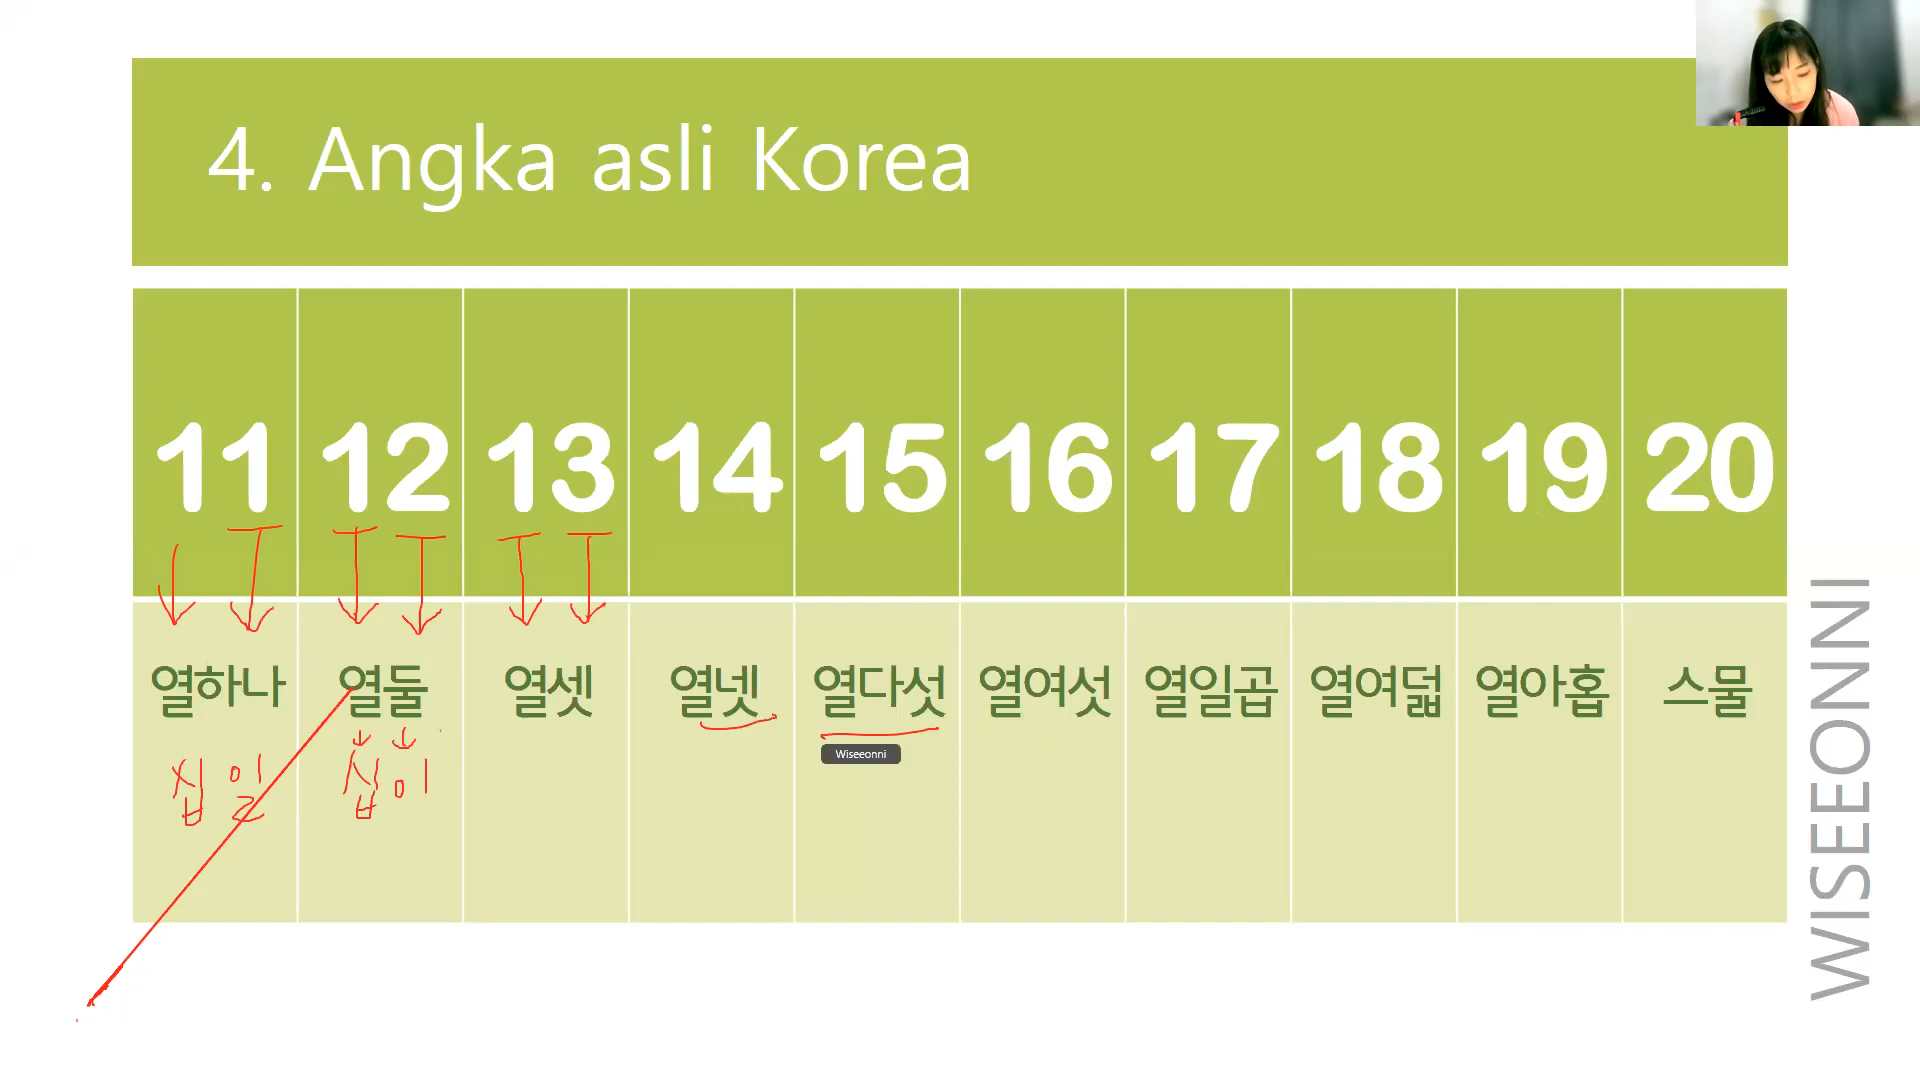 4. Angka asli Korea
11 12 13 14 15 16 17 18 19 20
열하나 열둘 열셋 열넷 열다섯 열여섯 열일곱 열여덟 열아홉 스물
십일 십이
Wiseeonni
WISEEONNI